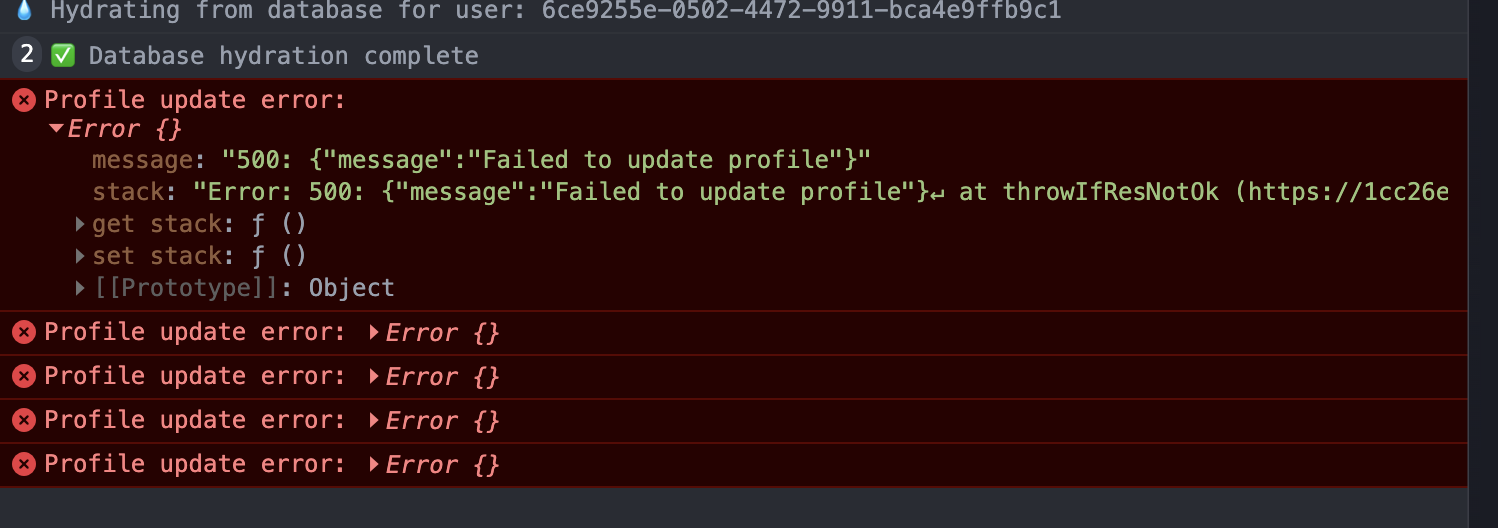 💧 Hydrating from database for user: 6ce9255e-0502-4472-9911-bca4e9ffb9c1
2 ✅ Database hydration complete
Profile update error:
▼Error {}
message: "500: {"message":"Failed to update profile"}"
stack: "Error: 500: {"message":"Failed to update profile"}↵ at throwIfResNotOk (https://1cc26e
▶get stack: ƒ ()
▶set stack: ƒ ()
▶[[Prototype]]: Object
Profile update error: ▶Error {}
Profile update error: ▶Error {}
Profile update error: ▶Error {}
Profile update error: ▶Error {}